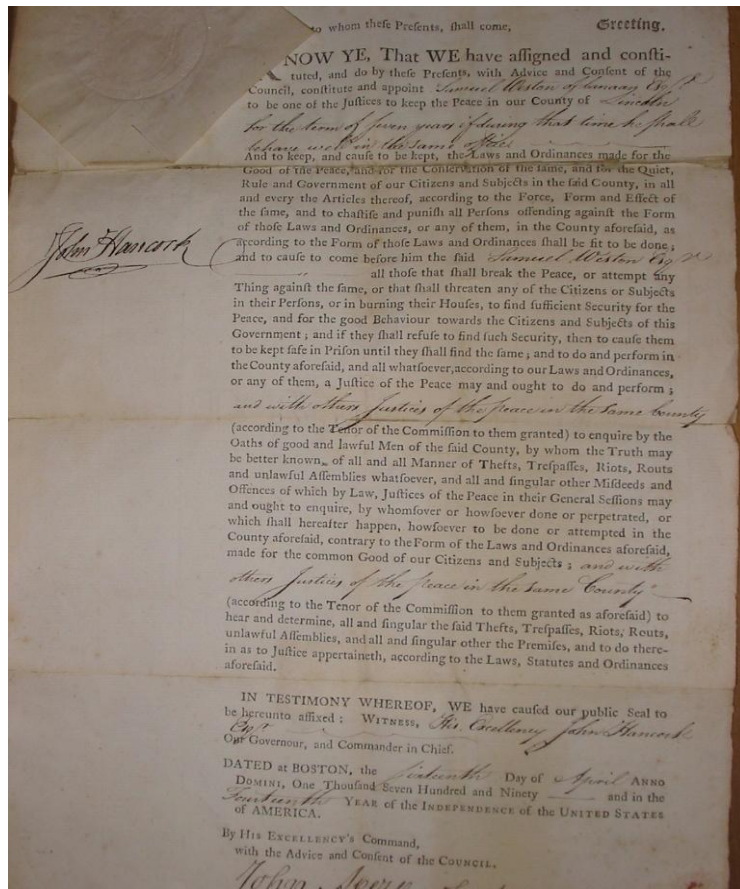 to whom theſe Preſents, ſhall come, Greeting.
KNOW YE, That WE have aſſigned and conſti-
tuted, and do by theſe Preſents, with Advice and Conſent of the
Council, conſtitute and appoint Samuel Weston of Canaan Esqr
to be one of the Juſtices to keep the Peace in our County of Lincoln
for the term of ſeven years if during that time he ſhall
behave well in the same office
And to keep, and cauſe to be kept, the Laws and Ordinances made for the
Good of the Peace, and for the Conſervation of the ſame, and for the Quiet,
Rule and Government of our Citizens and Subjects in the ſaid County, in all
and every the Articles thereof, according to the Force, Form and Effect of
the ſame, and to chaſtiſe and puniſh all Perſons offending againſt the Form
of thoſe Laws and Ordinances, or any of them, in the County aforeſaid, as
according to the Form of thoſe Laws and Ordinances ſhall be fit to be done ;
John Hancock
and to cauſe to come before him the ſaid Samuel Weston Esqr
all thoſe that ſhall break the Peace, or attempt any
Thing againſt the ſame, or that ſhall threaten any of the Citizens or Subjects
in their Perſons, or in burning their Houſes, to find ſufficient Security for the
Peace, and for the good Behaviour towards the Citizens and Subjects of this
Government ; and if they ſhall refuſe to find ſuch Security, then to cauſe them
to be kept ſafe in Priſon until they ſhall find the ſame ; and to do and perform in
the County aforeſaid, and all whatſoever, according to our Laws and Ordinances,
or any of them, a Juſtice of the Peace may and ought to do and perform ;
and with others Juſtices of the peace in the same County
(according to the Tenor of the Commiſſion to them granted) to enquire by the
Oaths of good and lawful Men of the ſaid County, by whom the Truth may
be better known, of all and all Manner of Thefts, Treſpaſſes, Riots, Routs
and unlawful Aſſemblies whatſoever, and all and ſingular other Miſdeeds and
Offences of which by Law, Juſtices of the Peace in their General Seſſions may
and ought to enquire, by whomſover or howſoever done or perpetrated, or
which ſhall hereafter happen, howſoever to be done or attempted in the
County aforeſaid, contrary to the Form of the Laws and Ordinances aforeſaid,
made for the common Good of our Citizens and Subjects ; and with
others Juſtices of the peace in the same County
(according to the Tenor of the Commiſſion to them granted as aforeſaid) to
hear and determine, all and ſingular the ſaid Thefts, Treſpaſſes, Riots, Routs,
unlawful Aſſemblies, and all and ſingular other the Premiſes, and to do there-
in as to Juſtice appertaineth, according to the Laws, Statutes and Ordinances
aforeſaid.
IN TESTIMONY WHEREOF, WE have cauſed our public Seal to
be hereunto affixed : WITNESS, His Excellency John Hancock
Esqr
Our Governour, and Commander in Chief.
DATED at BOSTON, the ſixteenth Day of April ANNO
DOMINI, One Thouſand Seven Hundred and Ninety and in the
Fourteenth YEAR of the INDEPENDENCE of the UNITED STATES
of AMERICA.
By HIS EXCELLENCY'S Command,
with the Advice and Conſent of the COUNCIL.
John Avery